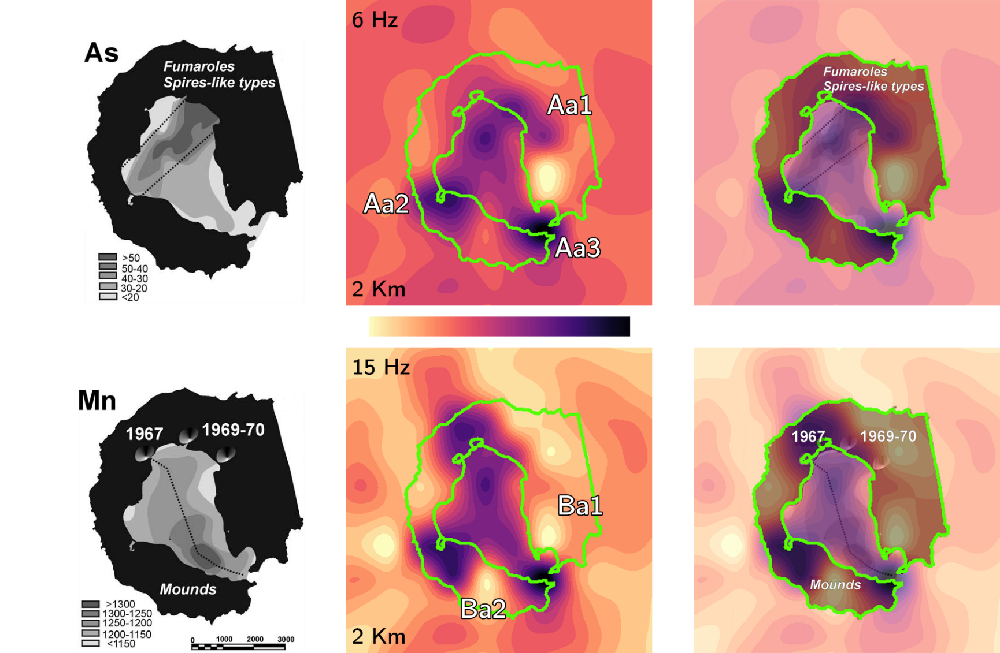 As
Fumaroles
Spires-like types
>50
50-40
40-30
30-20
<20
6 Hz
Aa1
Aa2
Aa3
2 Km
Fumaroles
Spires-like types
Mn
1967
1969-70
Mounds
>1300
1300-1250
1250-1200
1200-1150
<1150
0 1000 2000 3000
15 Hz
Ba1
Ba2
2 Km
1967
1969-70
Mounds